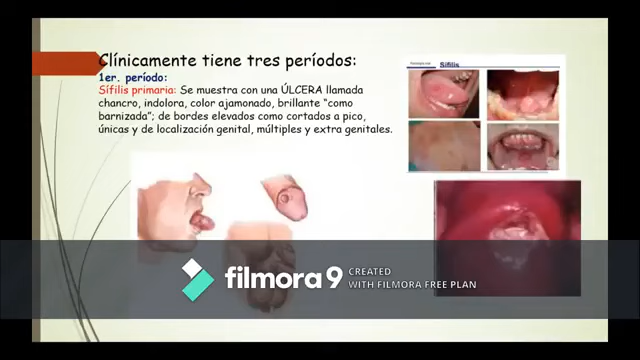 Clínicamente tiene tres períodos:
1er. período:
Sífilis primaria: Se muestra con una ÚLCERA llamada
chancro, indolora, color ajamonado, brillante "como
barnizada"; de bordes elevados como cortados a pico,
únicas y de localización genital, múltiples y extra genitales.
Sífilis
filmora 9
CREATED
WITH FILMORA FREE PLAN